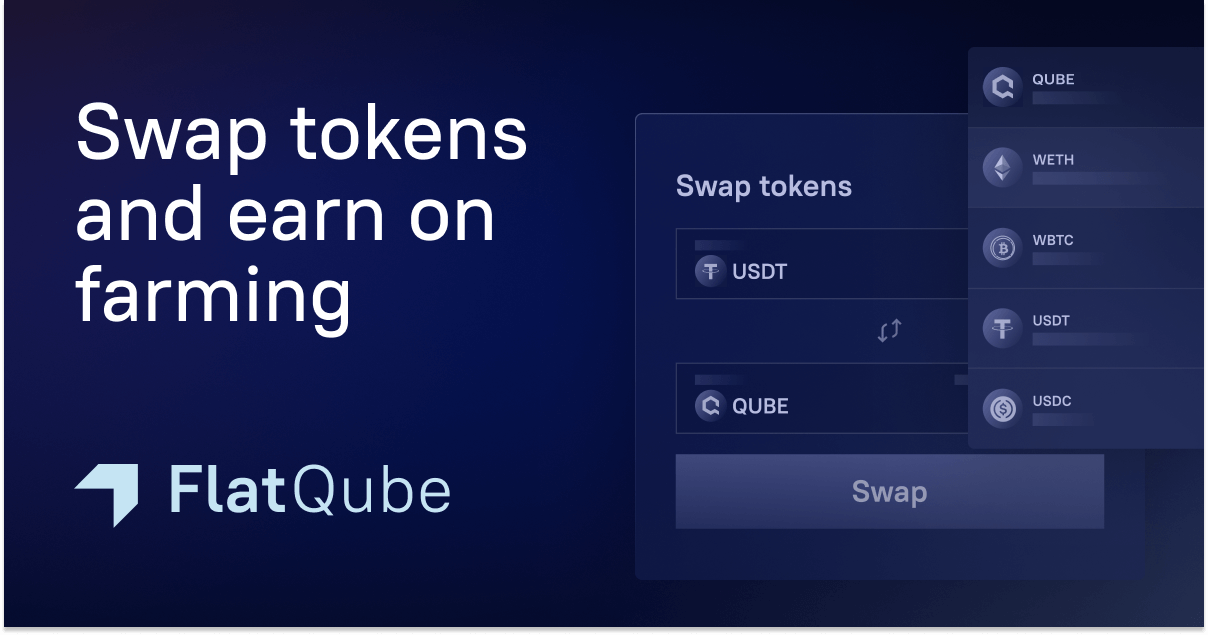 Swap tokens
and earn on
farming
FlatQube
Swap tokens
USDT
QUBE
Swap
QUBE
WETH
WBTC
USDT
USDC